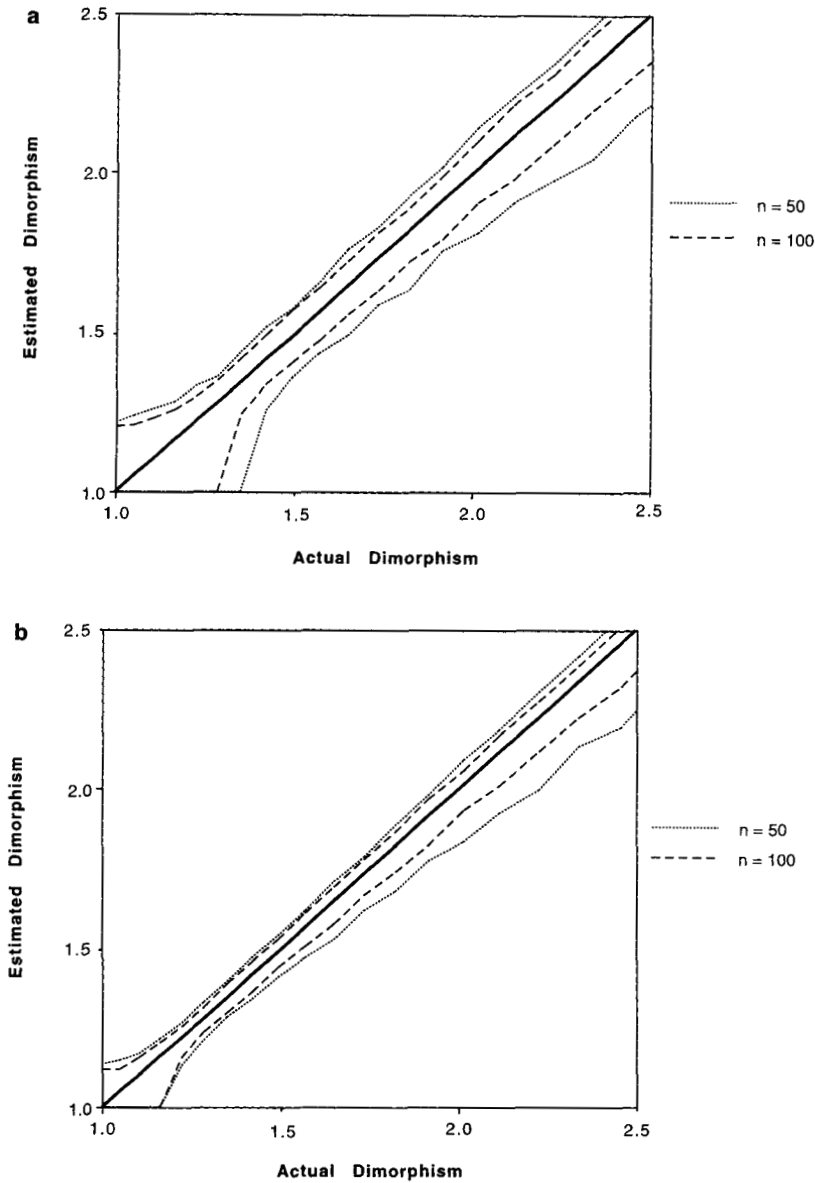 a
2.5
2.0
1.5
1.0
Estimated Dimorphism
1.0 1.5 2.0 2.5
Actual Dimorphism
n = 50
n = 100
b
2.5
2.0
1.5
1.0
Estimated Dimorphism
1.0 1.5 2.0 2.5
Actual Dimorphism
n = 50
n = 100